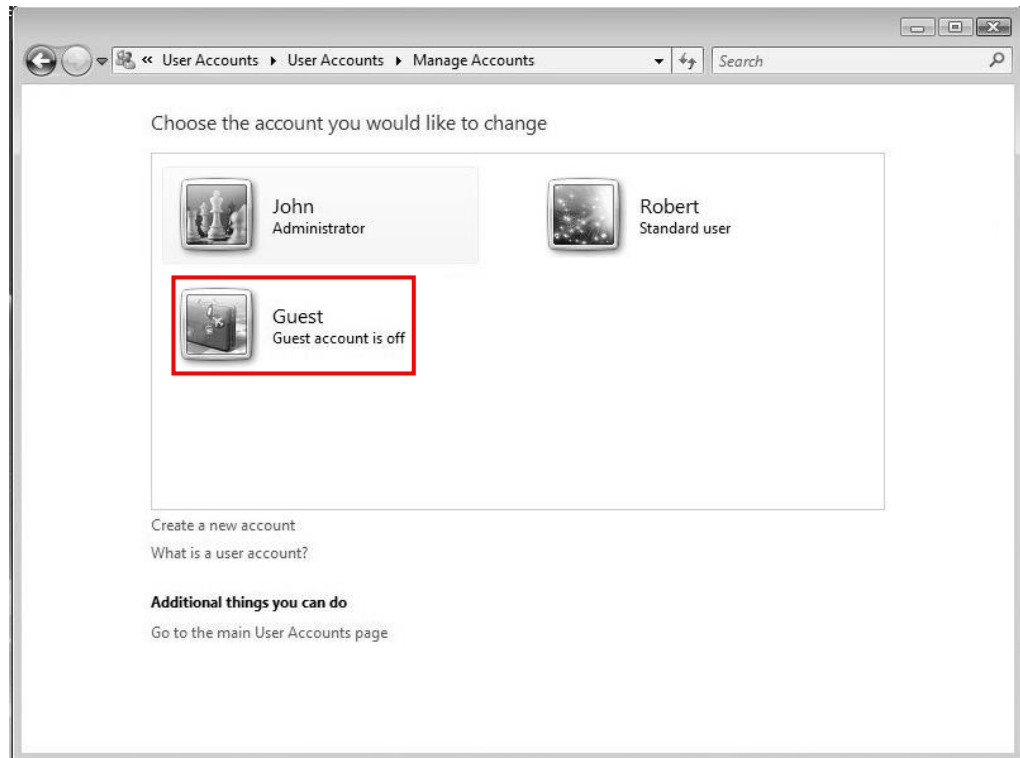 « User Accounts ▸ User Accounts ▸ Manage Accounts
Search
Choose the account you would like to change
John
Administrator
Robert
Standard user
Guest
Guest account is off
Create a new account
What is a user account?
Additional things you can do
Go to the main User Accounts page